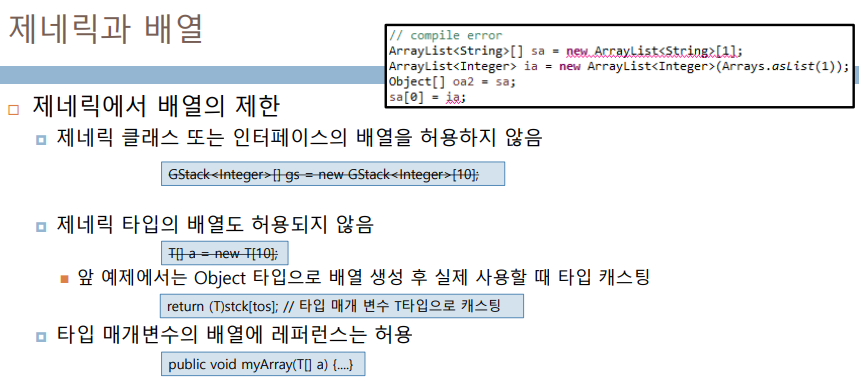 제네릭과 배열
// compile error
ArrayList<String>[] sa = new ArrayList<String>[1];
ArrayList<Integer> ia = new ArrayList<Integer>(Arrays.asList(1));
Object[] oa2 = sa;
sa[0] = ia;
제네릭에서 배열의 제한
제네릭 클래스 또는 인터페이스의 배열을 허용하지 않음
GStack<Integer>[] gs = new GStack<Integer>[10];
제네릭 타입의 배열도 허용되지 않음
T[] a = new T[10];
앞 예제에서는 Object 타입으로 배열 생성 후 실제 사용할 때 타입 캐스팅
return (T)stck[tos]; // 타입 매개 변수 T타입으로 캐스팅
타입 매개변수의 배열에 레퍼런스는 허용
public void myArray(T[] a) {....}